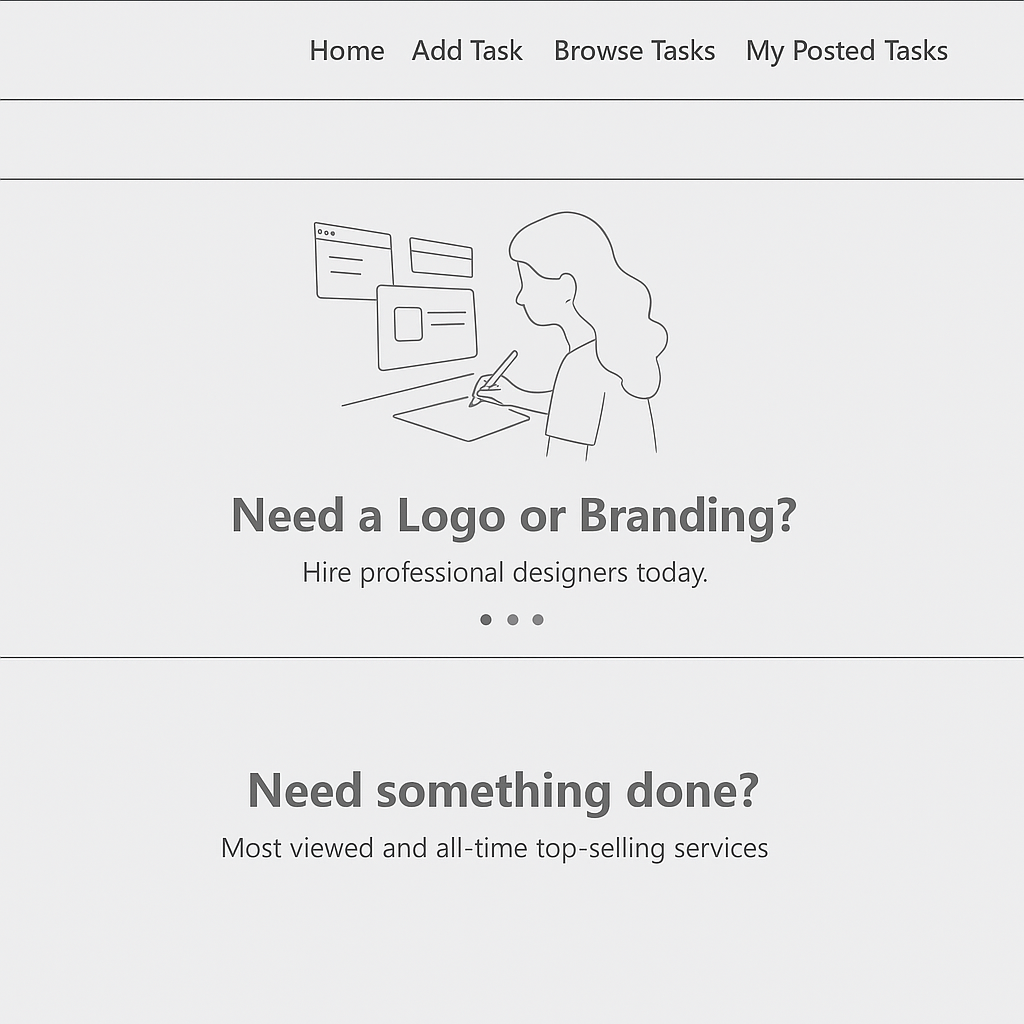 Home Add Task Browse Tasks My Posted Tasks
Need a Logo or Branding?
Hire professional designers today.
Need something done?
Most viewed and all-time top-selling services